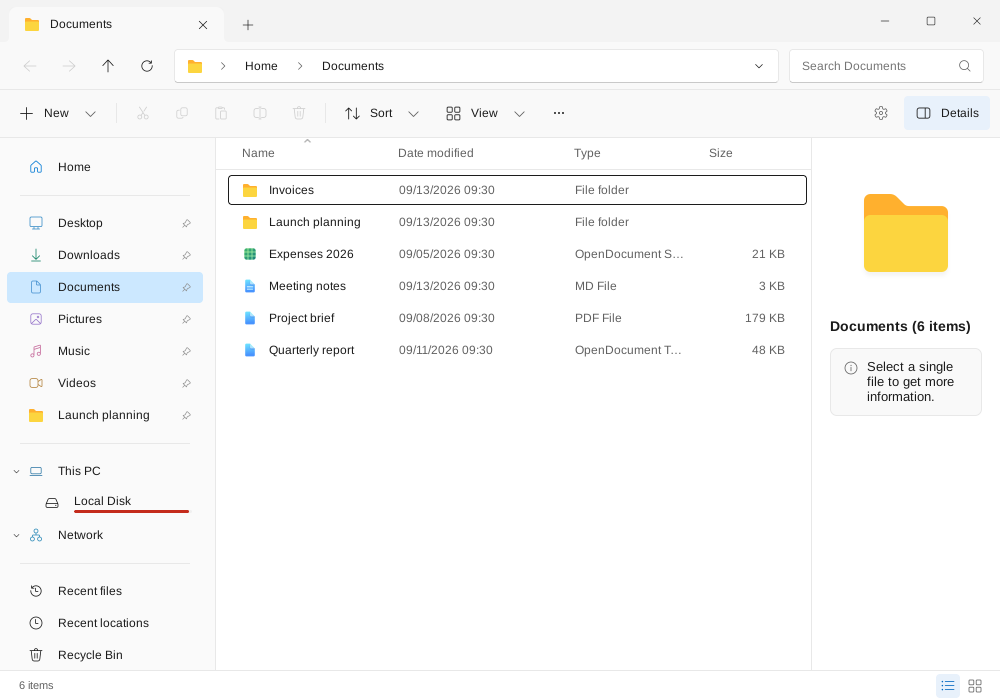 Documents
Home
Documents
Search Documents
New
Sort
View
Details
Home
Desktop
Downloads
Documents
Pictures
Music
Videos
Launch planning
This PC
Local Disk
Network
Recent files
Recent locations
Recycle Bin
Name Date modified Type Size
Invoices 09/13/2026 09:30 File folder
Launch planning 09/13/2026 09:30 File folder
Expenses 2026 09/05/2026 09:30 OpenDocument S… 21 KB
Meeting notes 09/13/2026 09:30 MD File 3 KB
Project brief 09/08/2026 09:30 PDF File 179 KB
Quarterly report 09/11/2026 09:30 OpenDocument T… 48 KB
Documents (6 items)
Select a single
file to get more
information.
6 items